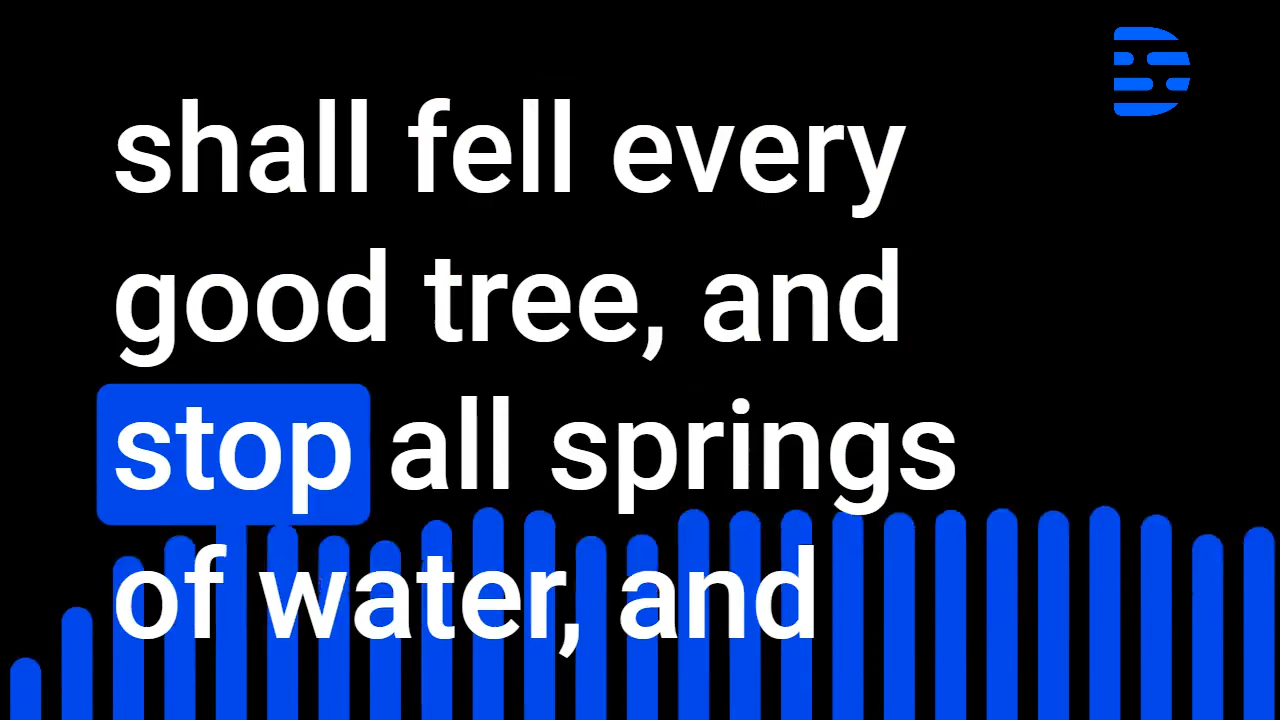 shall fell every
good tree, and
stop all springs
of water, and